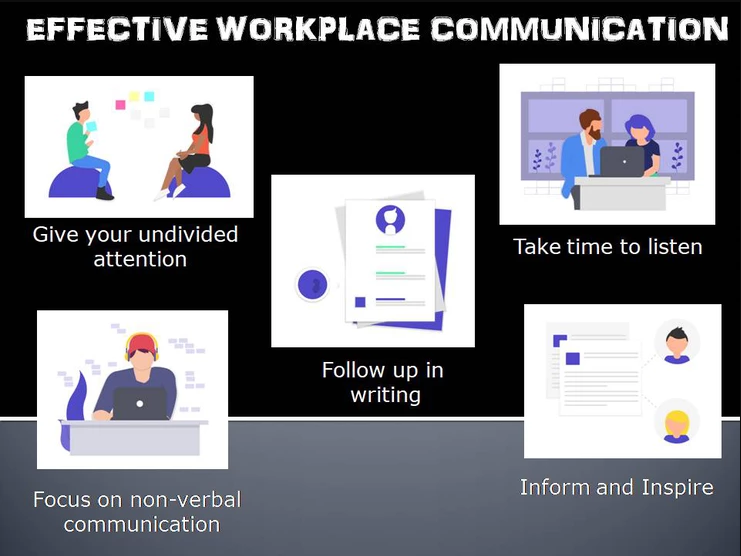 EFFECTIVE WORKPLACE COMMUNICATION
Give your undivided
attention
Take time to listen
Follow up in
writing
Focus on non-verbal
communication
Inform and Inspire